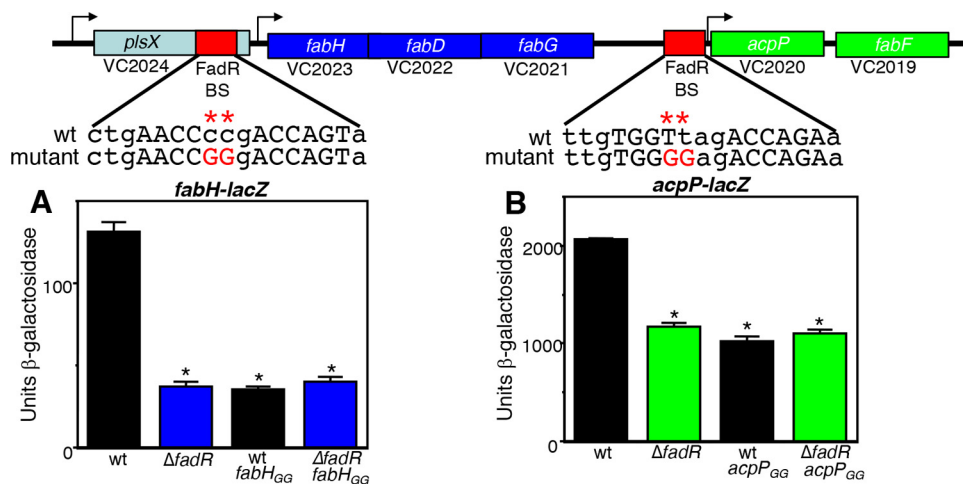 plsX fabH fabD fabG acpP fabF
VC2024 FadR VC2023 VC2022 VC2021 FadR VC2020 VC2019
BS BS
** **
wt ctgAACCccgACCAGTa wt ttgTGGTtagACCAGAa
mutant ctgAACCGGgACCAGTa mutant ttgTGGGGagACCAGAa
A fabH-lacZ
Units β-galactosidase
100
0
* * *
wt ΔfadR wt ΔfadR
fabHGG fabHGG
B acpP-lacZ
Units β-galactosidase
2000
1000
0
* * *
wt ΔfadR wt ΔfadR
acpPGG acpPGG